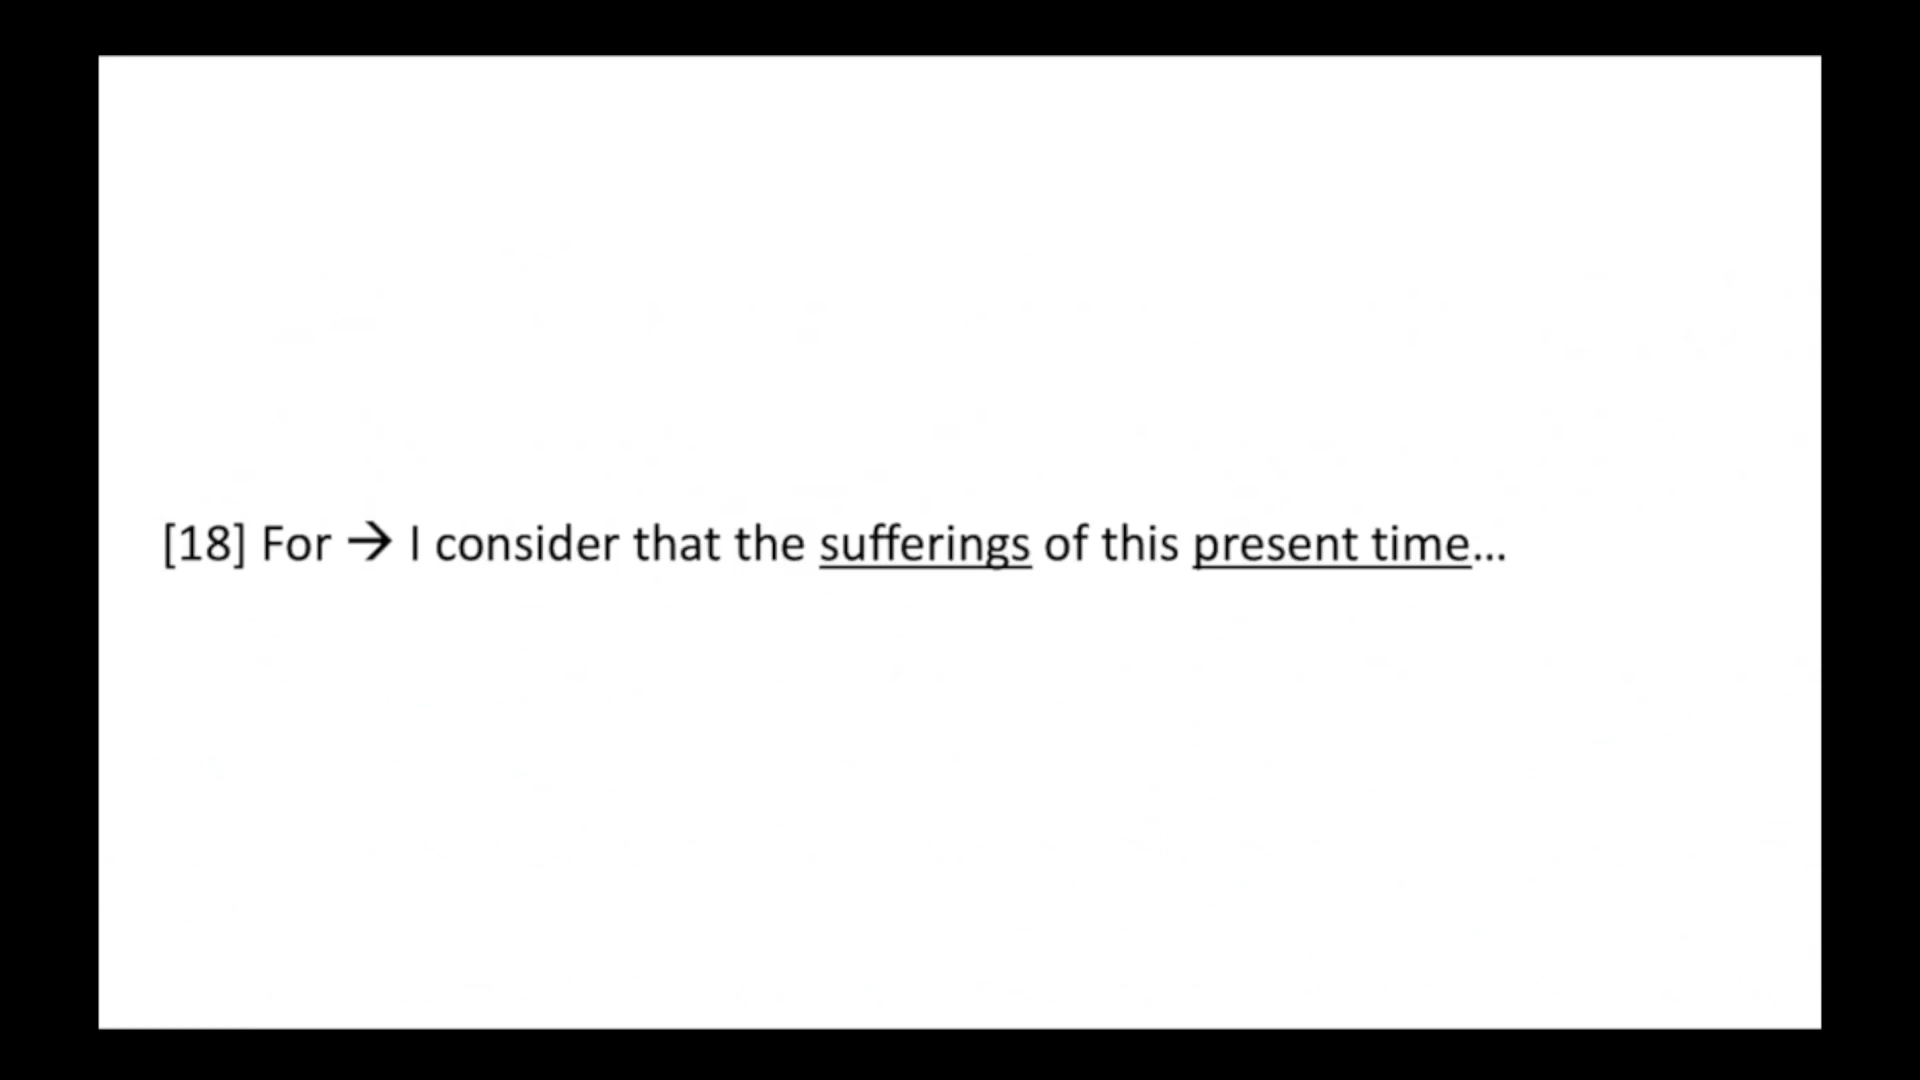 [18] For → I consider that the sufferings of this present time...